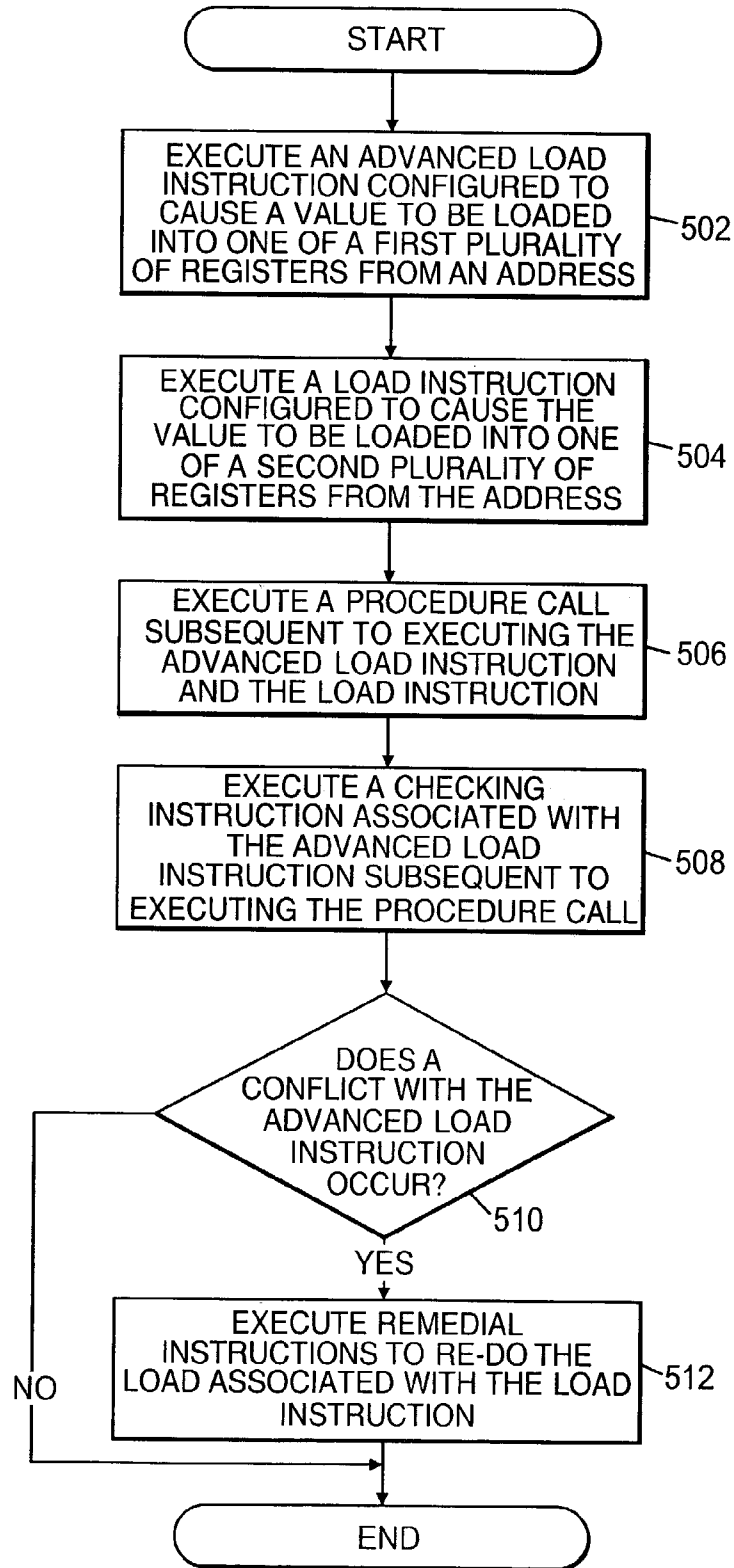 START
EXECUTE AN ADVANCED LOAD
INSTRUCTION CONFIGURED TO
CAUSE A VALUE TO BE LOADED
INTO ONE OF A FIRST PLURALITY
OF REGISTERS FROM AN ADDRESS
502
EXECUTE A LOAD INSTRUCTION
CONFIGURED TO CAUSE THE
VALUE TO BE LOADED INTO ONE
OF A SECOND PLURALITY OF
REGISTERS FROM THE ADDRESS
504
EXECUTE A PROCEDURE CALL
SUBSEQUENT TO EXECUTING THE
ADVANCED LOAD INSTRUCTION
AND THE LOAD INSTRUCTION
506
EXECUTE A CHECKING
INSTRUCTION ASSOCIATED WITH
THE ADVANCED LOAD
INSTRUCTION SUBSEQUENT TO
EXECUTING THE PROCEDURE CALL
508
DOES A
CONFLICT WITH THE
ADVANCED LOAD
INSTRUCTION
OCCUR?
510
YES
EXECUTE REMEDIAL
INSTRUCTIONS TO RE-DO THE
LOAD ASSOCIATED WITH THE LOAD
INSTRUCTION
512
NO
END